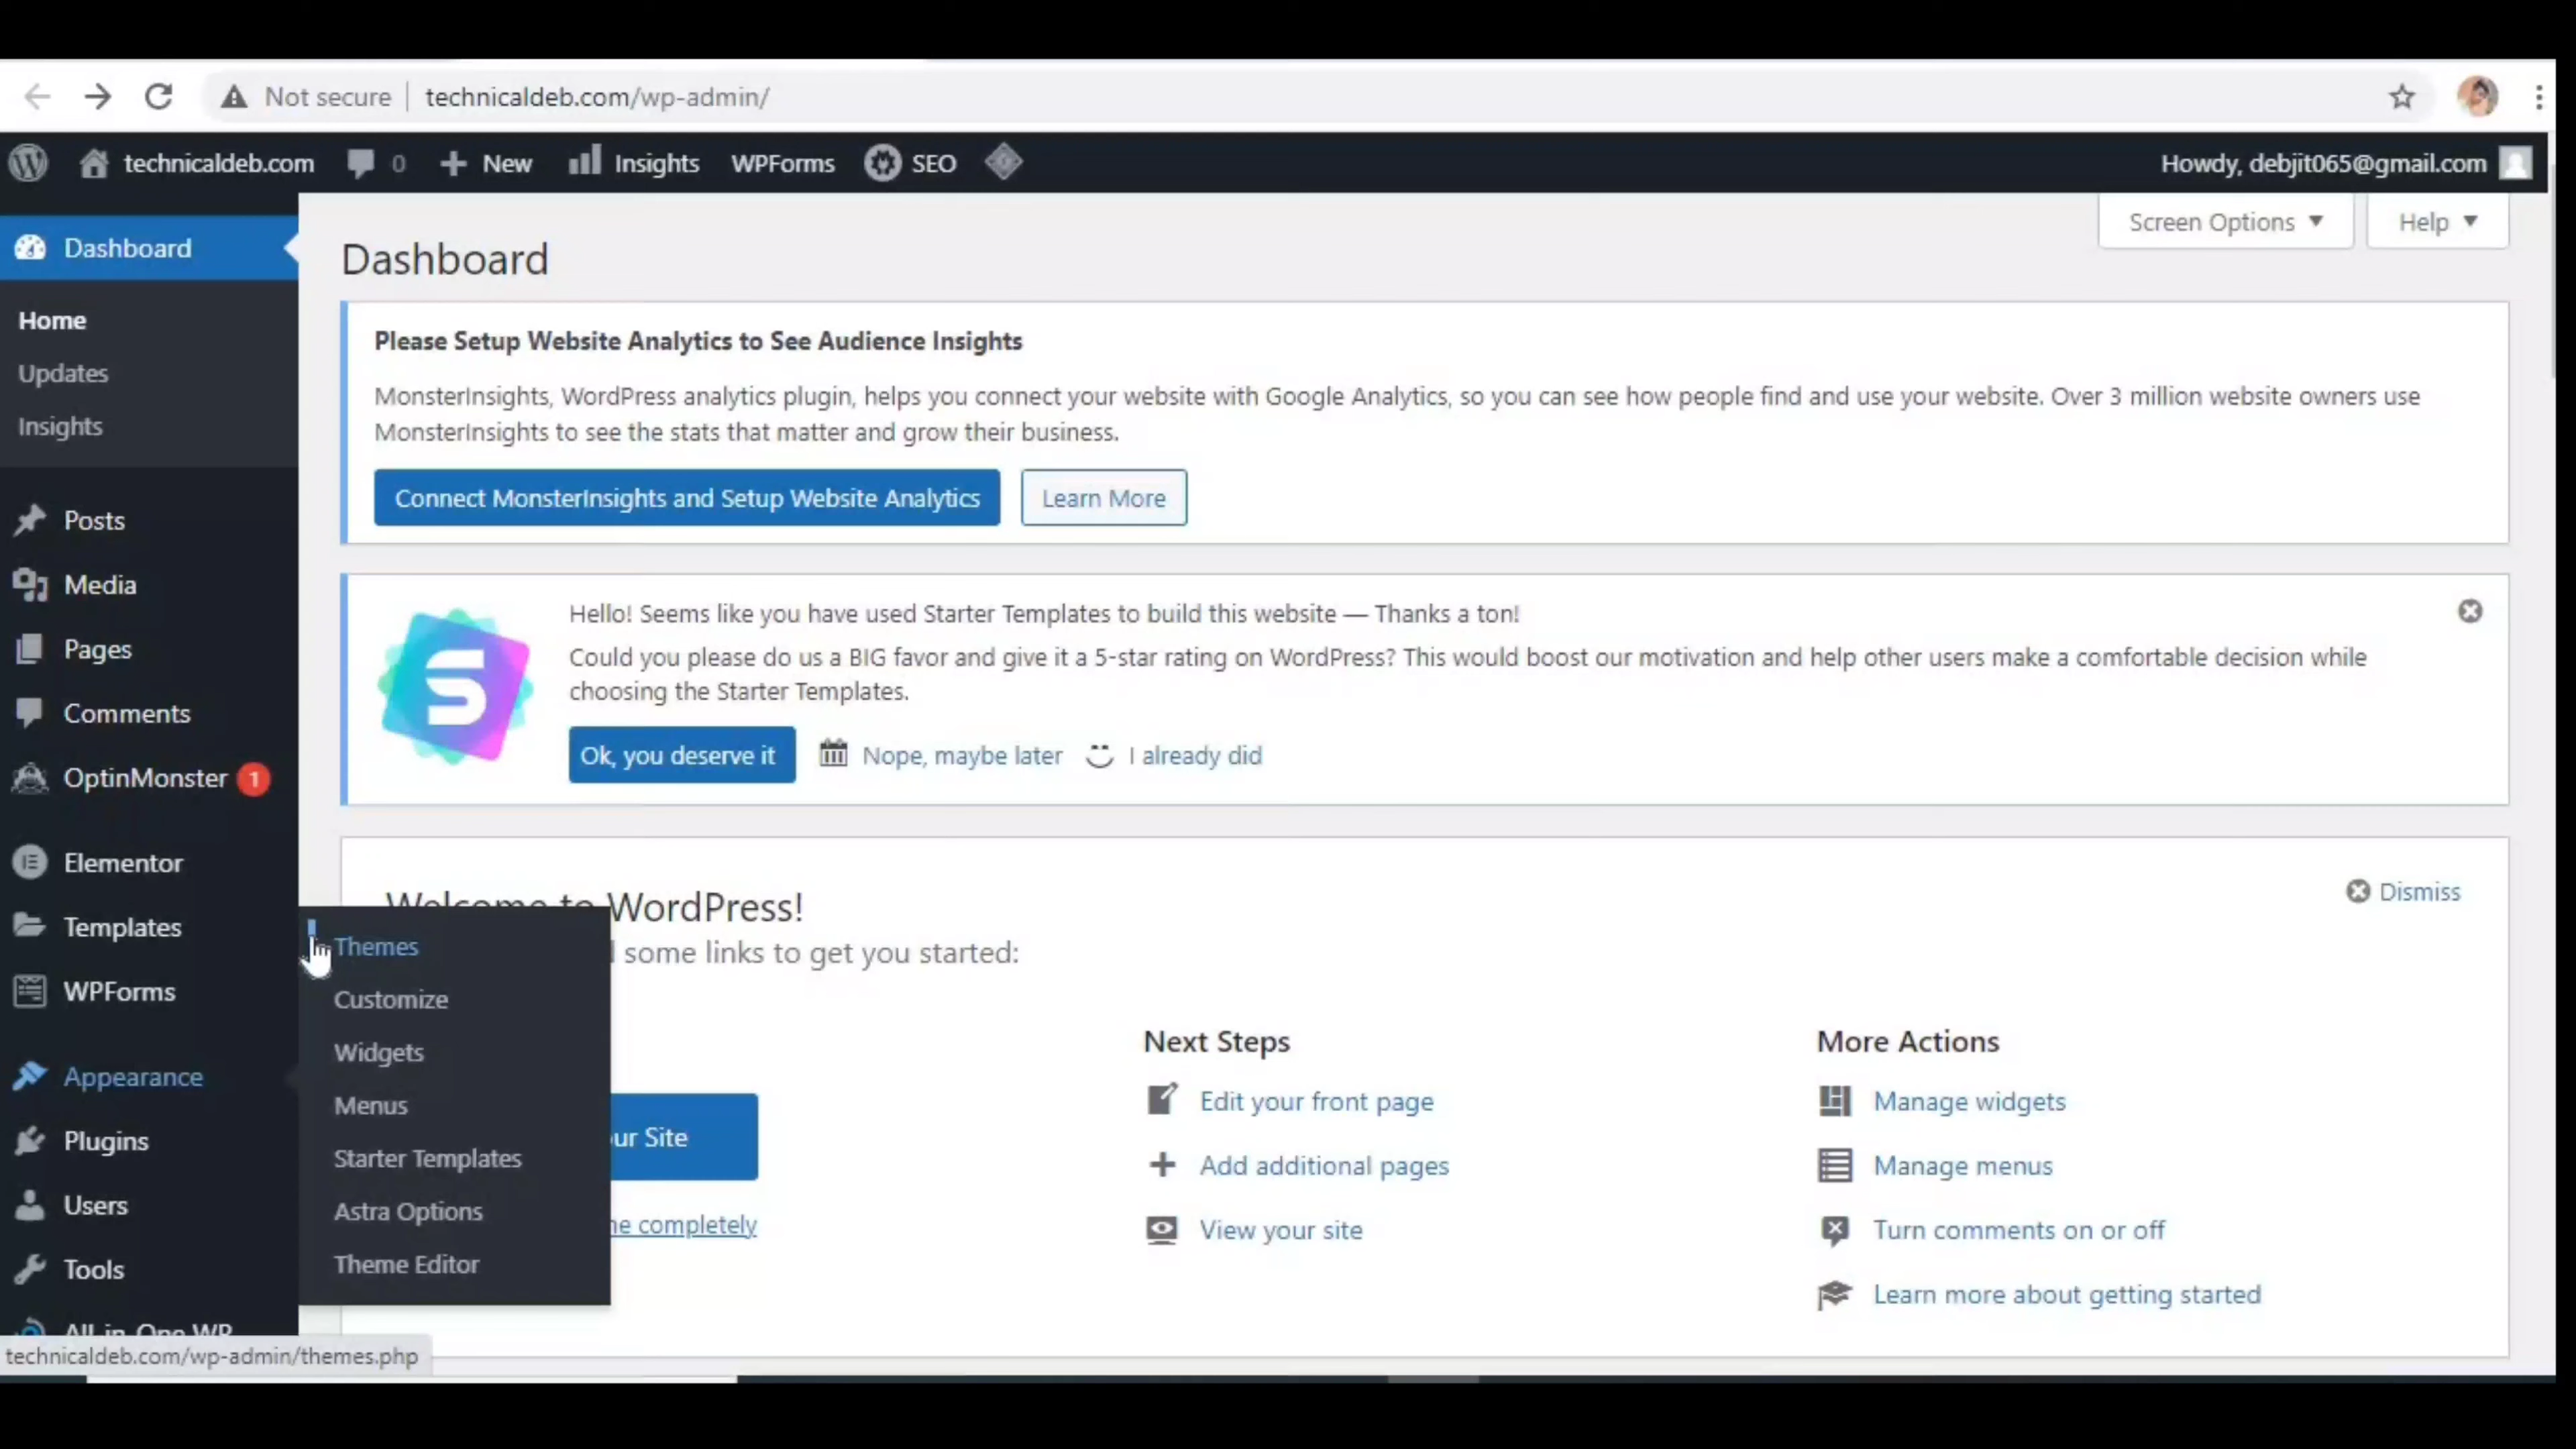 Not secure | technicaldeb.com/wp-admin/
technicaldeb.com 0 New Insights WPForms SEO Howdy, debjit065@gmail.com
Screen Options Help
Dashboard
Home
Updates
Insights
Posts
Media
Pages
Comments
OptinMonster 1
Elementor
Templates
WPForms
Appearance
Plugins
Users
Tools
All-in-One WP
Themes
Customize
Widgets
Menus
Starter Templates
Astra Options
Theme Editor
technicaldeb.com/wp-admin/themes.php
Dashboard
Please Setup Website Analytics to See Audience Insights
MonsterInsights, WordPress analytics plugin, helps you connect your website with Google Analytics, so you can see how people find and use your website. Over 3 million website owners use
MonsterInsights to see the stats that matter and grow their business.
Connect MonsterInsights and Setup Website Analytics Learn More
Hello! Seems like you have used Starter Templates to build this website — Thanks a ton!
Could you please do us a BIG favor and give it a 5-star rating on WordPress? This would boost our motivation and help other users make a comfortable decision while
choosing the Starter Templates.
Ok, you deserve it Nope, maybe later I already did
Welcome to WordPress!
Dismiss
some links to get you started:
ur Site
completely
Next Steps
Edit your front page
Add additional pages
View your site
More Actions
Manage widgets
Manage menus
Turn comments on or off
Learn more about getting started